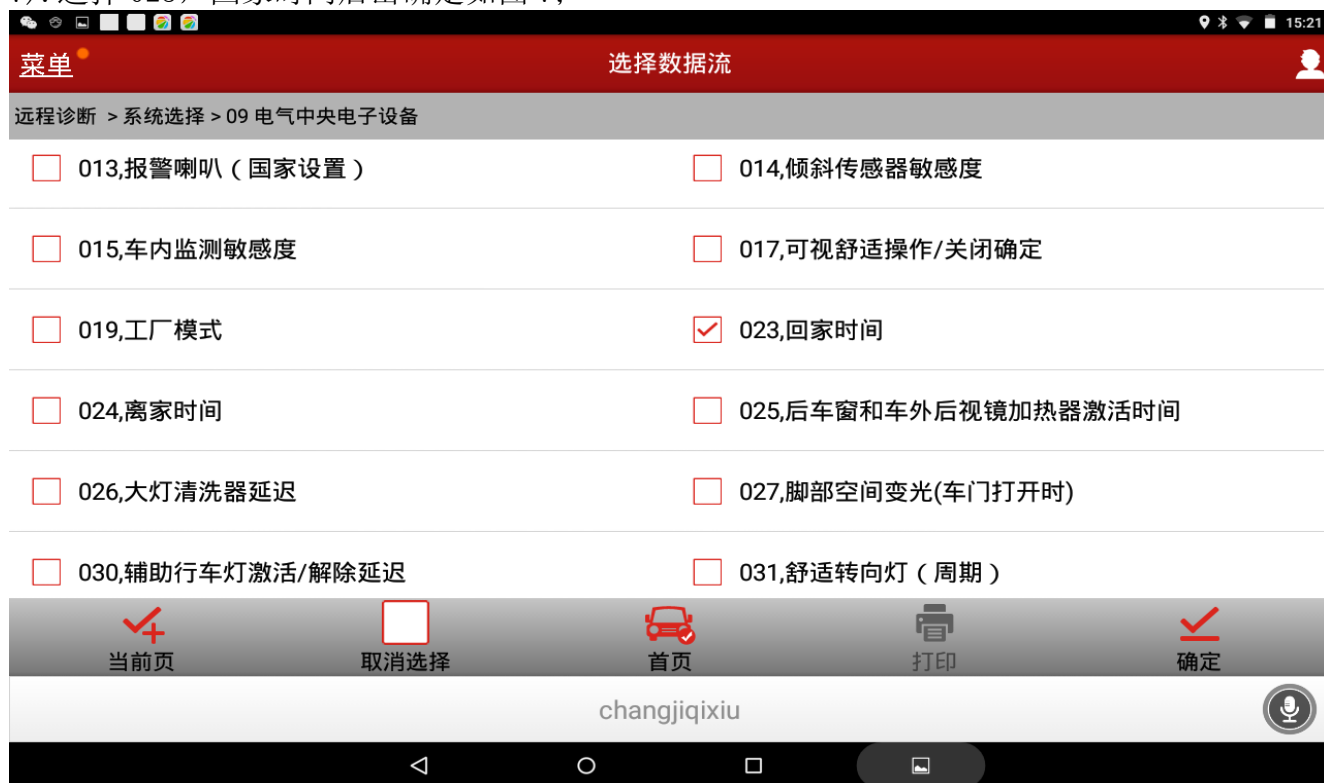 15:21
菜单
选择数据流
远程诊断 > 系统选择 > 09 电气中央电子设备
013,报警喇叭（国家设置）
014,倾斜传感器敏感度
015,车内监测敏感度
017,可视舒适操作/关闭确定
019,工厂模式
023,回家时间
024,离家时间
025,后车窗和车外后视镜加热器激活时间
026,大灯清洗器延迟
027,脚部空间变光(车门打开时)
030,辅助行车灯激活/解除延迟
031,舒适转向灯（周期）
当前页
取消选择
首页
打印
确定
changjiqixiu